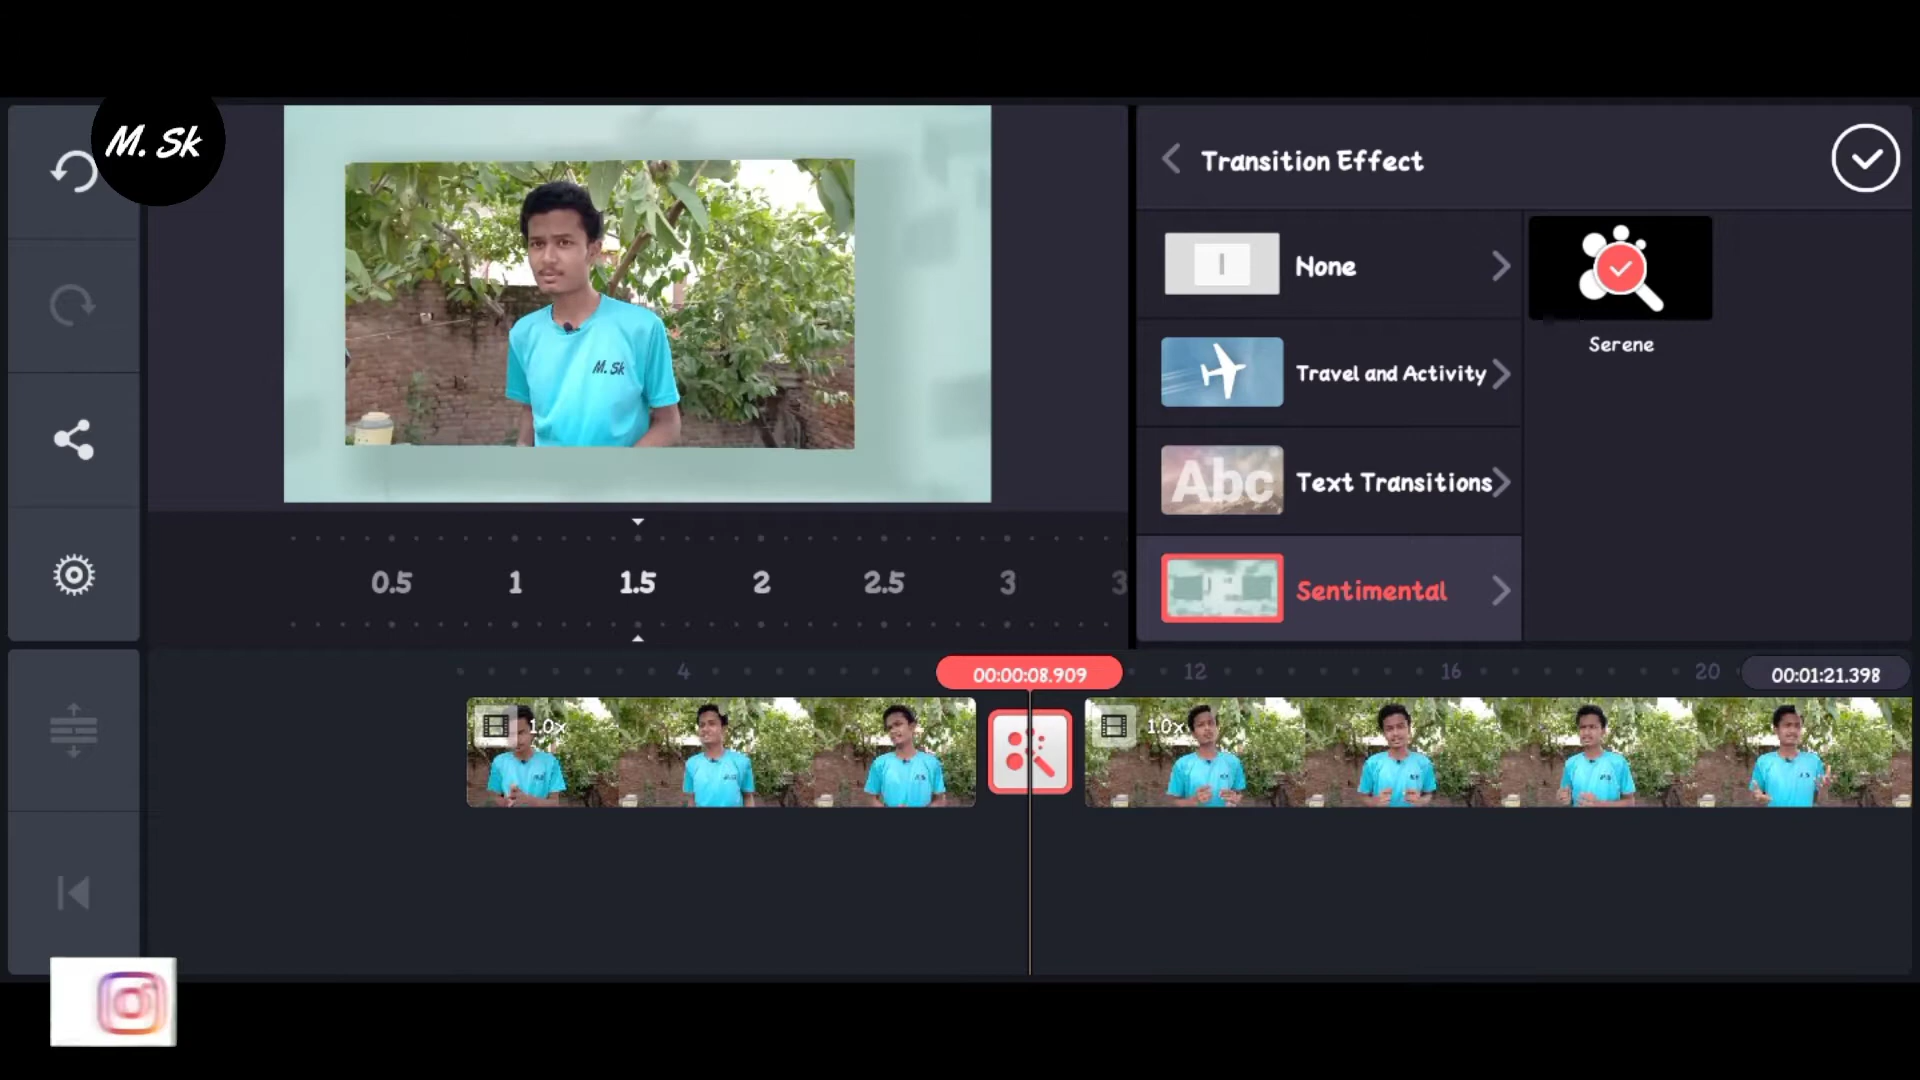 M. Sk
Transition Effect
None
Travel and Activity
Abc
Text Transitions
Sentimental
Serene
M. Sk
0.5 1 1.5 2 2.5 3 3
4 00:00:08.909 12 16 20 00:01:21.398
1.0x 1.0x